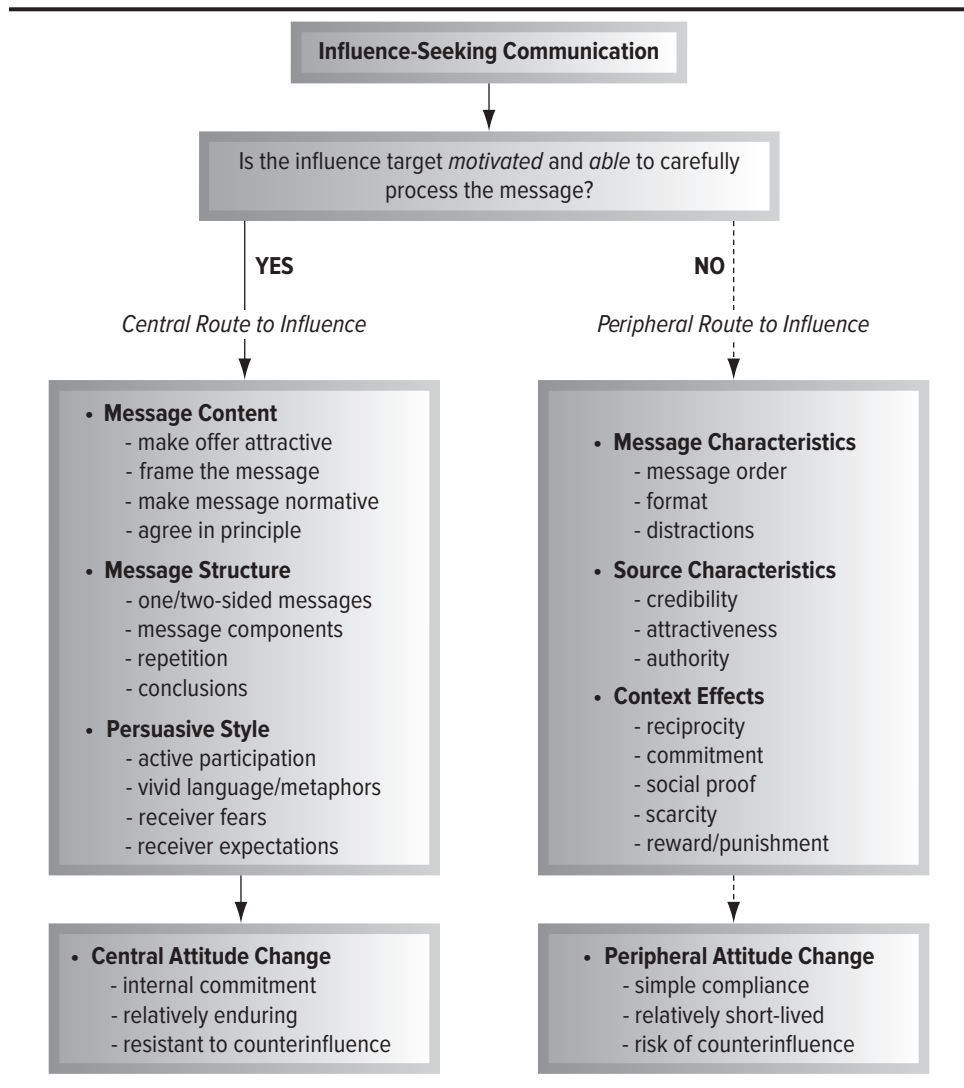 Influence-Seeking Communication
Is the influence target motivated and able to carefully
process the message?
YES
NO
Central Route to Influence
Peripheral Route to Influence
• Message Content
- make offer attractive
- frame the message
- make message normative
- agree in principle
• Message Structure
- one/two-sided messages
- message components
- repetition
- conclusions
• Persuasive Style
- active participation
- vivid language/metaphors
- receiver fears
- receiver expectations
• Message Characteristics
- message order
- format
- distractions
• Source Characteristics
- credibility
- attractiveness
- authority
• Context Effects
- reciprocity
- commitment
- social proof
- scarcity
- reward/punishment
• Central Attitude Change
- internal commitment
- relatively enduring
- resistant to counterinfluence
• Peripheral Attitude Change
- simple compliance
- relatively short-lived
- risk of counterinfluence